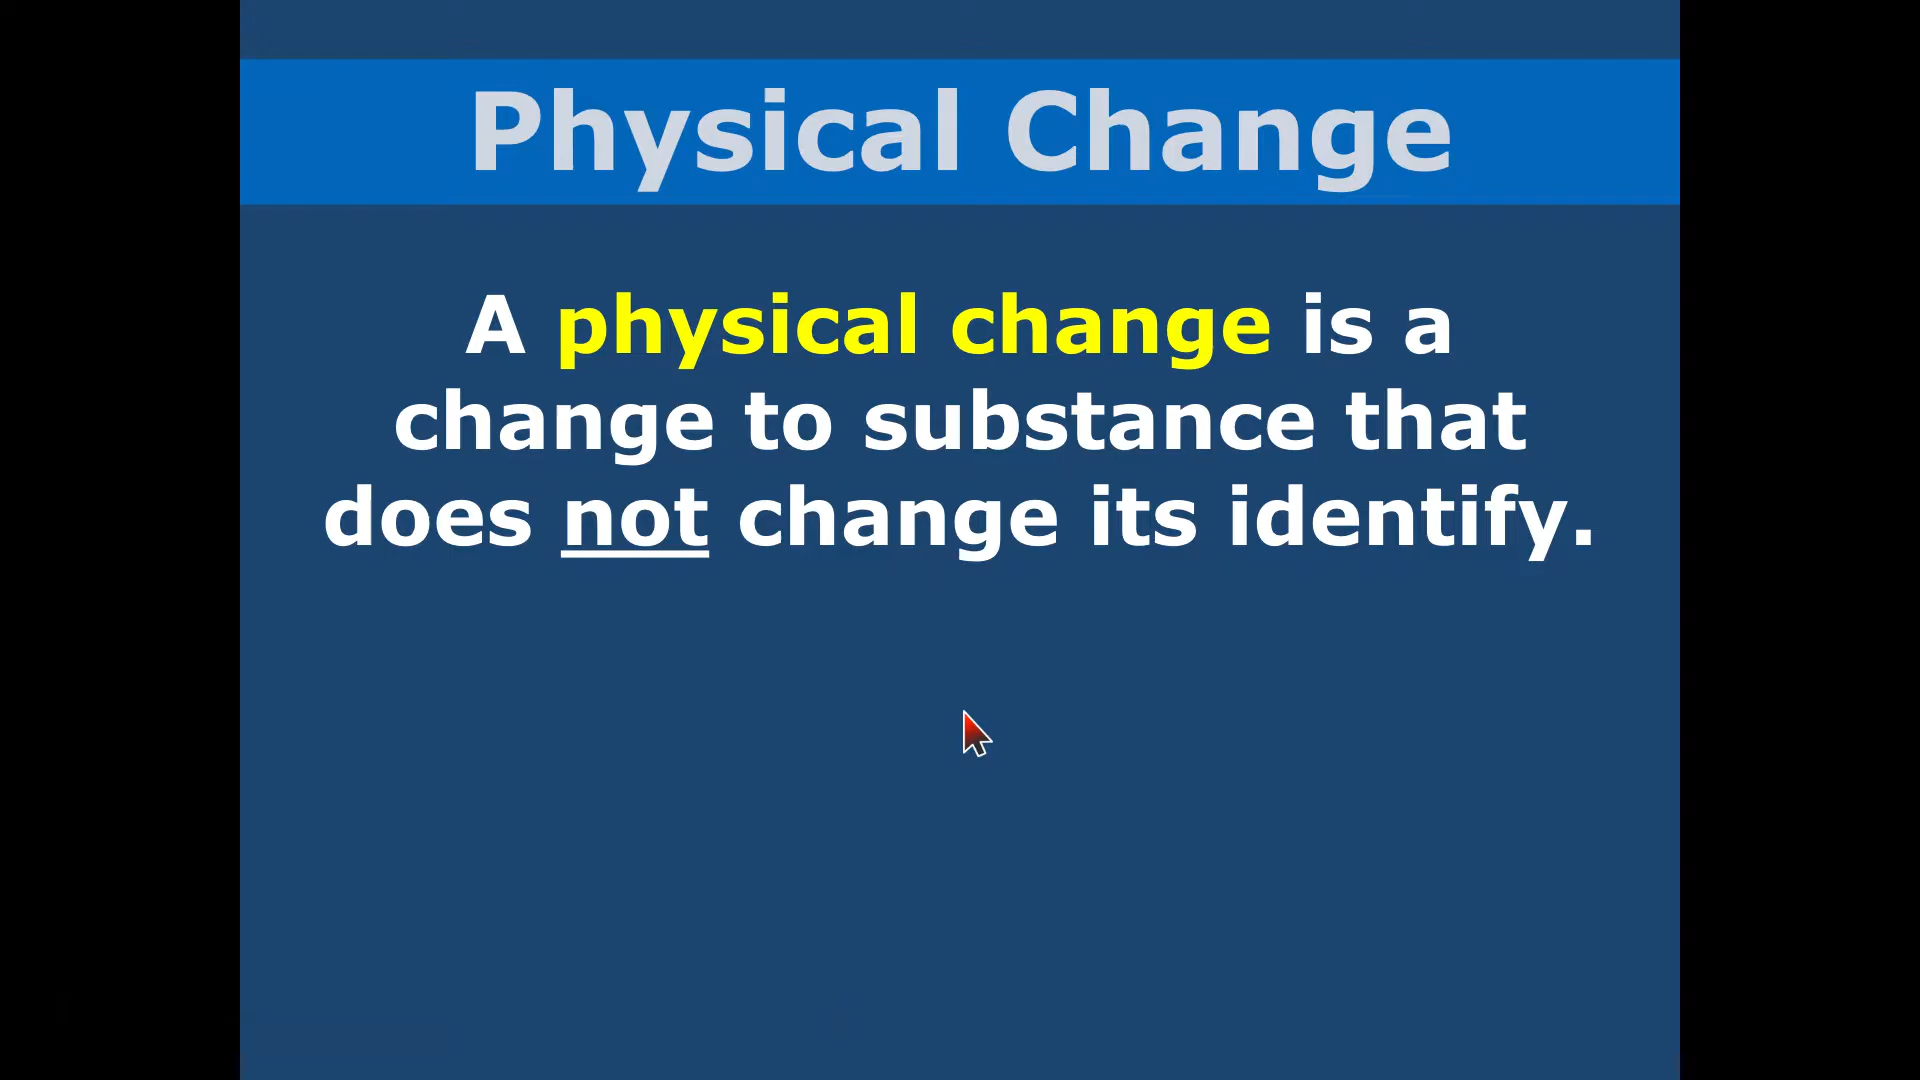 Physical Change
A physical change is a
change to substance that
does not change its identify.